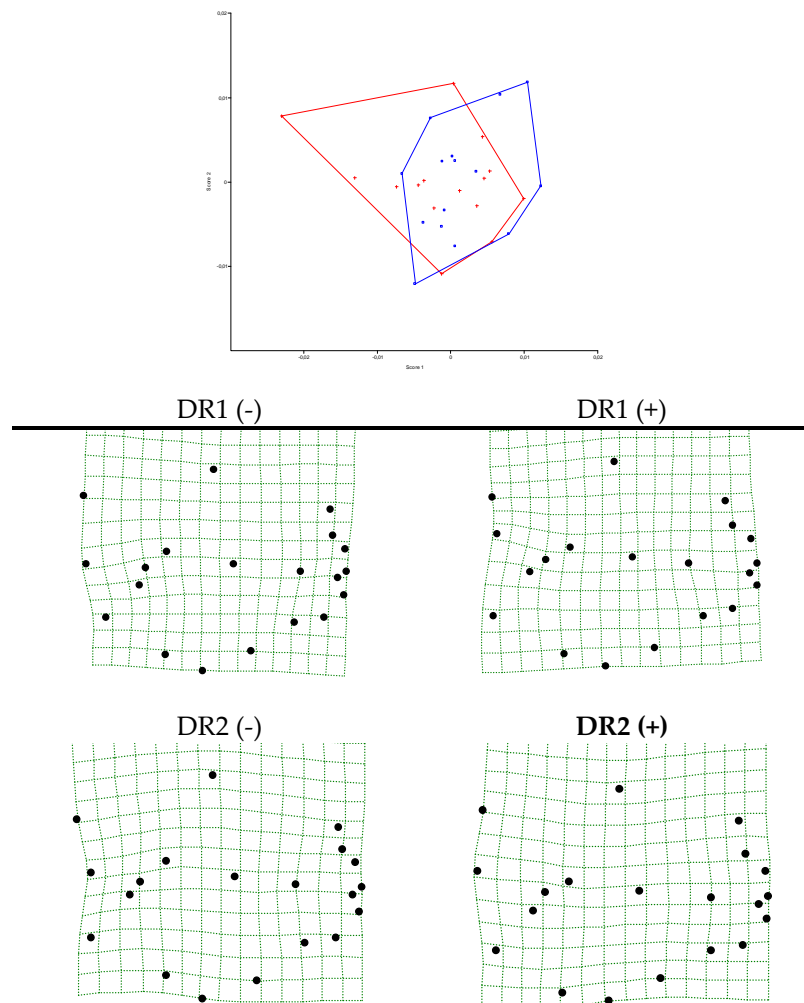 0,02
0,01
0
-0,01
Score 2
-0,02 -0,01 0 0,01 0,02
Score 1
DR1 (-) DR1 (+)
DR2 (-) DR2 (+)